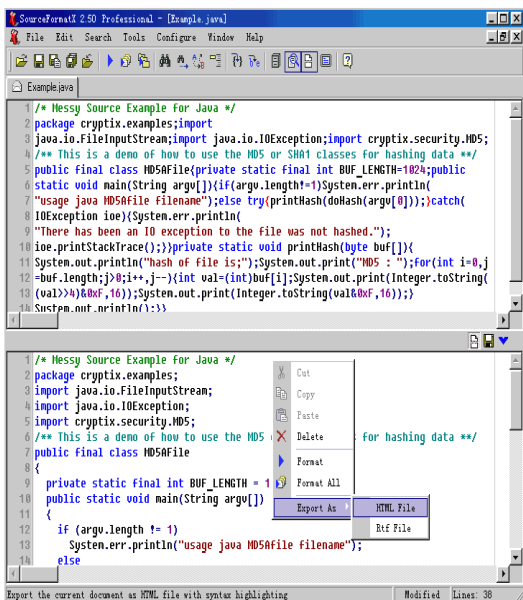 SourceFormatX 2.50 Professional - [Example.java]
File Edit Search Tools Configure Window Help
Example.java
1 /* Messy Source Example for Java */
2 package cryptix.examples;import
3 java.io.FileInputStream;import java.io.IOException;import cryptix.security.MD5;
4 /** This is a demo of how to use the MD5 or SHA1 classes for hashing data **/
5 public final class MD5AFile{private static final int BUF_LENGTH=1024;public
6 static void main(String argv[]){if(argv.length!=1)System.err.println(
7 "usage java MD5AFile filename");else try{printHash(doHash(argv[0]));}catch(
8 IOException ioe){System.err.println(
9 "There has been an IO exception to the file was not hashed.");
10 ioe.printStackTrace();}}private static void printHash(byte buf[]){
11 System.out.println("hash of file is;");System.out.print("MD5 : ");for(int i=0,j
12 =buf.length;j>0;i++,j--){int val=(int)buf[i];System.out.print(Integer.toString(
13 (val>>4)&0xF,16));System.out.print(Integer.toString(val&0xF,16));}
14 System.out.println();}}
1 /* Messy Source Example for Java */
2 package cryptix.examples;
3 import java.io.FileInputStream;
4 import java.io.IOException;
5 import cryptix.security.MD5;
6 /** This is a demo of how to use the MD5 for hashing data **/
7 public final class MD5AFile
8 {
9 private static final int BUF_LENGTH = 1
10 public static void main(String argv[])
11 {
12 if (argv.length != 1)
13 System.err.println("usage java MD5Afile filename");
14 else
Cut
Copy
Paste
Delete
Format
Format All
Export As
HTML File
Rtf File
Export the current document as HTML file with syntax highlighting
Modified Lines: 38